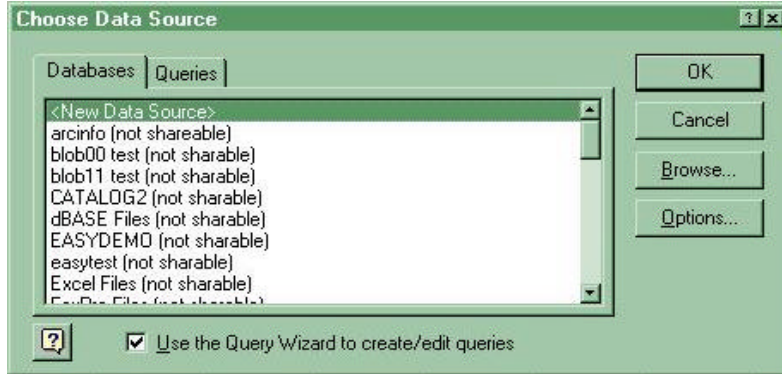 Choose Data Source
Databases
Queries
<New Data Source>
arcinfo (not shareable)
blob00 test (not sharable)
blob11 test (not sharable)
CATALOG2 (not sharable)
dBASE Files (not sharable)
EASYDEMO (not sharable)
easytest (not sharable)
Excel Files (not sharable)
OK
Cancel
Browse...
Options...
Use the Query Wizard to create/edit queries